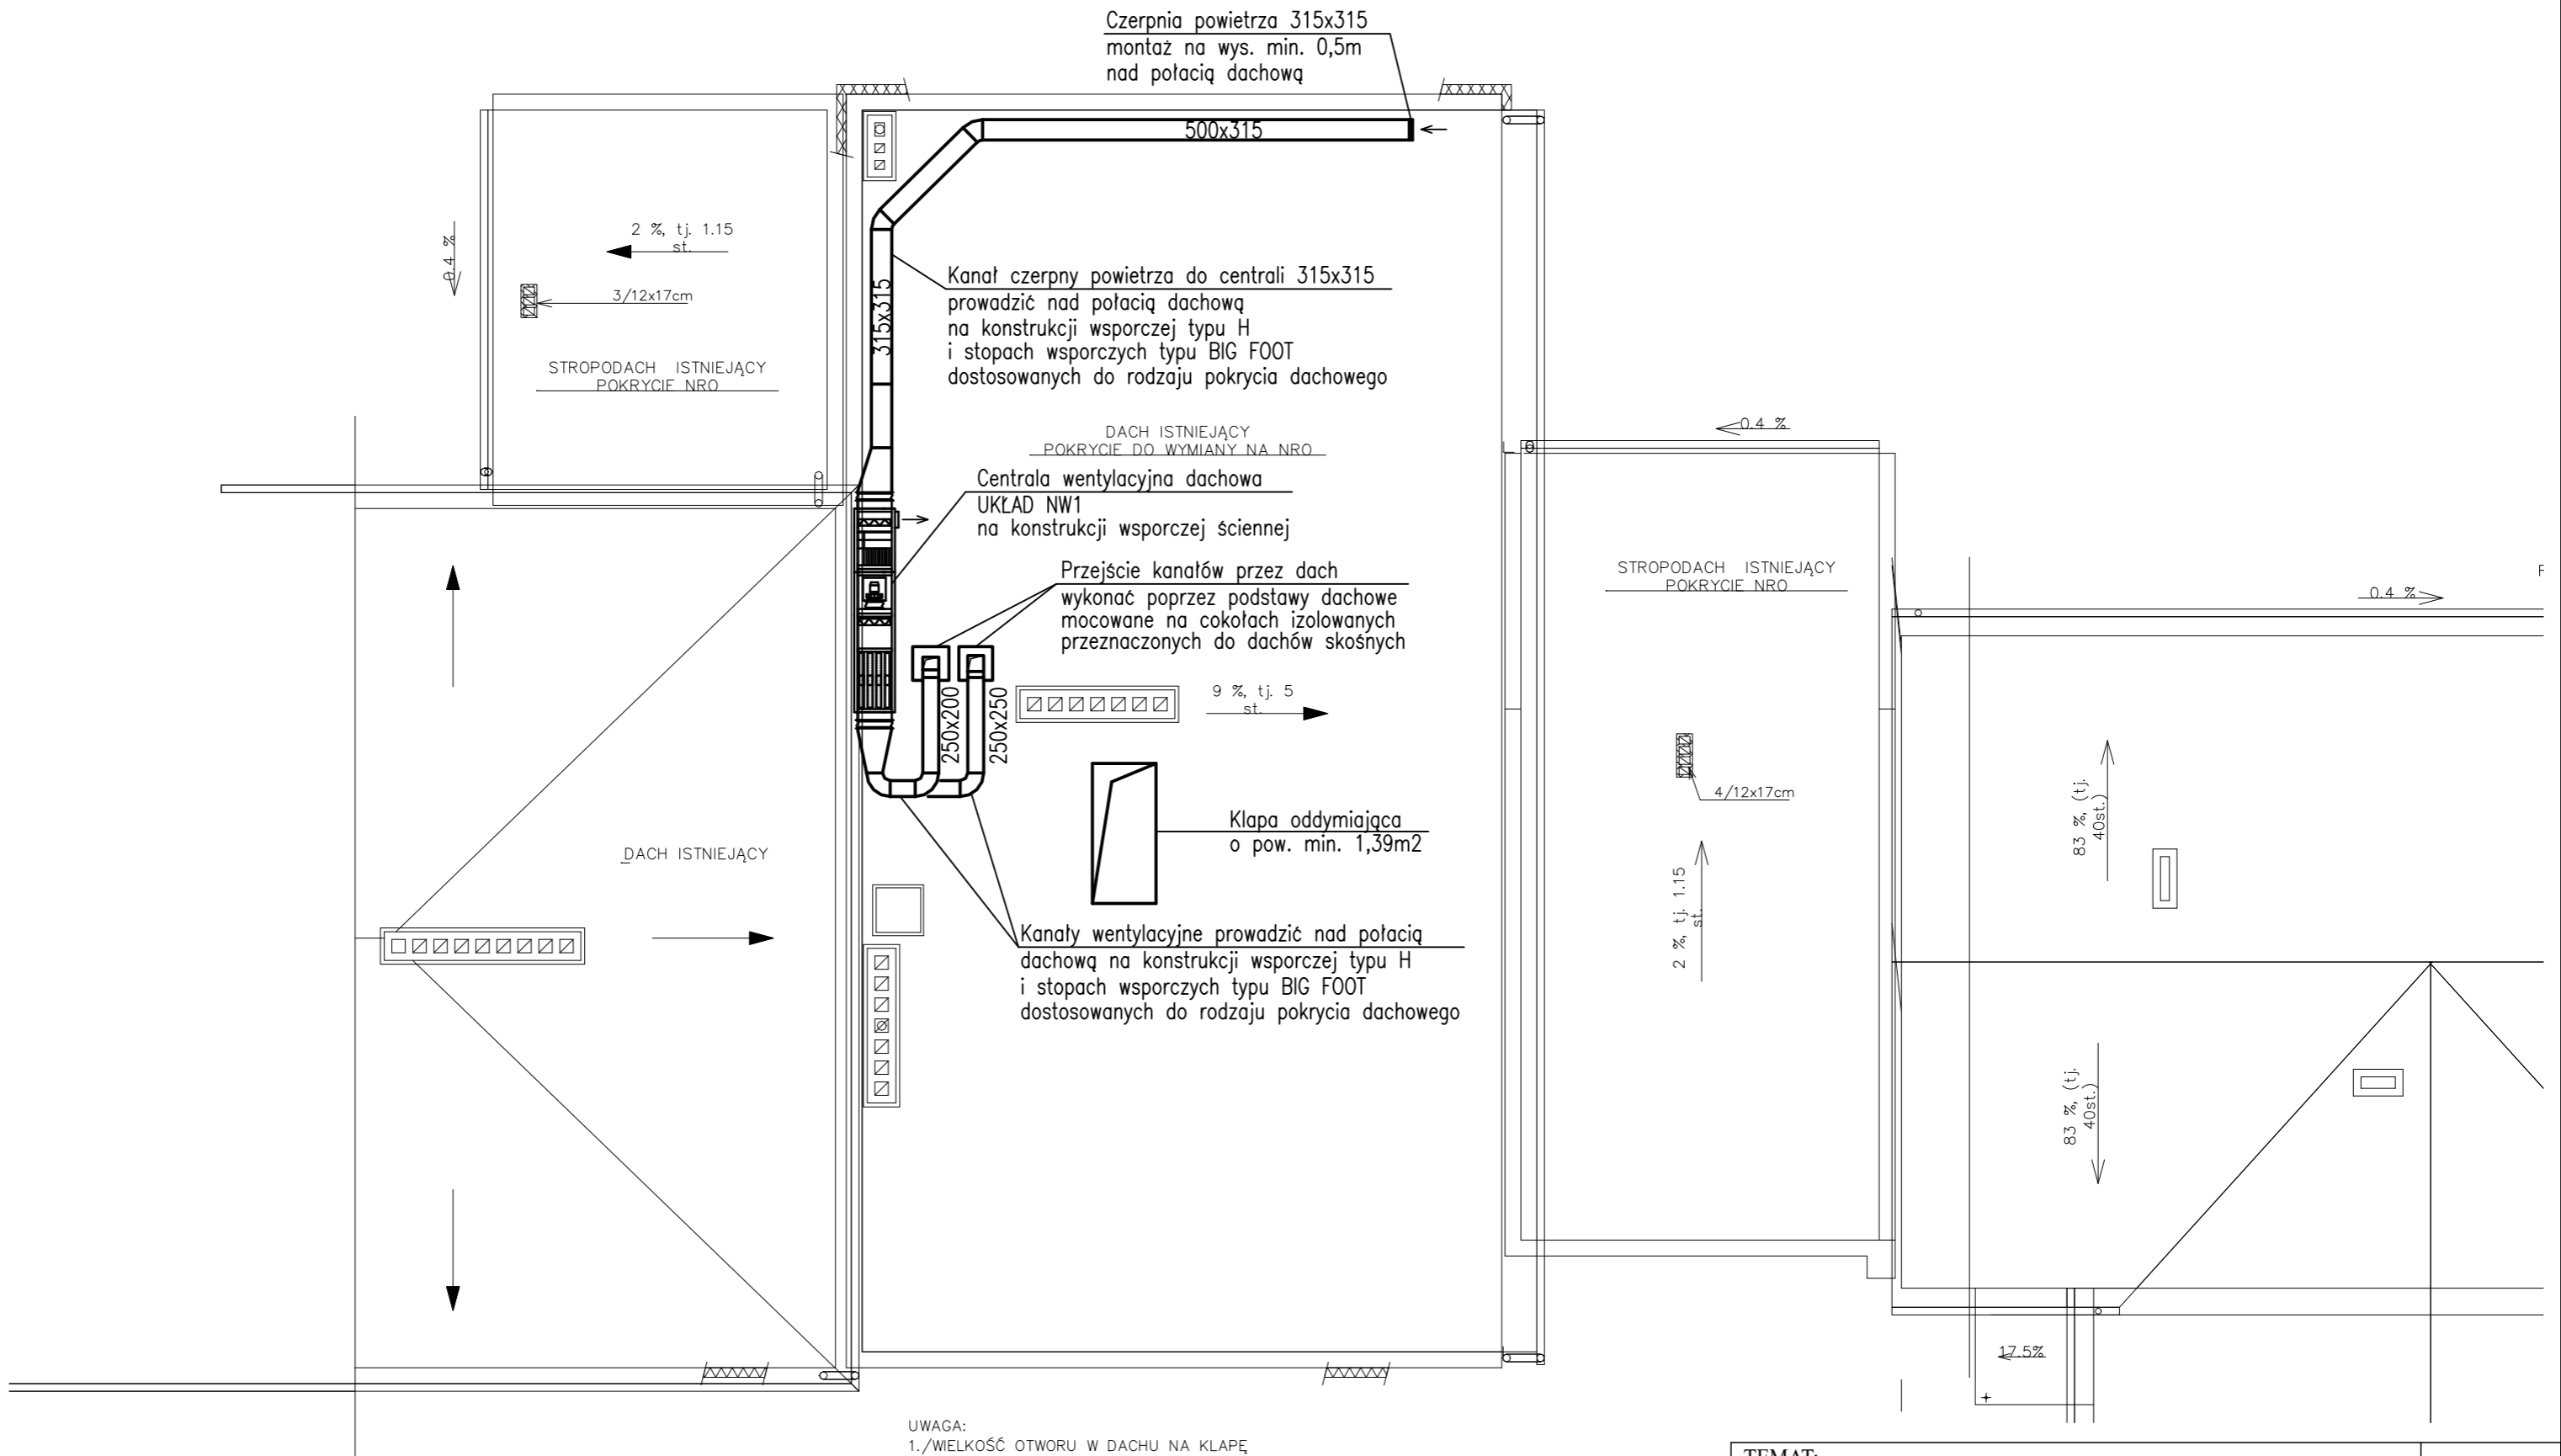 Czerpnia powietrza 315x315
montaż na wys. min. 0,5m
nad połacią dachową
500x315
2 %, tj. 1.15
st.
0.4 %
3/12x17cm
STROPODACH ISTNIEJĄCY
POKRYCIE NRO
315x315
Kanał czerpny powietrza do centrali 315x315
prowadzić nad połacią dachową
na konstrukcji wsporczej typu H
i stopach wsporczych typu BIG FOOT
dostosowanych do rodzaju pokrycia dachowego
DACH ISTNIEJĄCY
POKRYCIE DO WYMIANY NA NRO
Centrala wentylacyjna dachowa
UKŁAD NW1
na konstrukcji wsporczej ściennej
Przejście kanałów przez dach
wykonać poprzez podstawy dachowe
mocowane na cokołach izolowanych
przeznaczonych do dachów skośnych
250x200
250x250
9 %, tj. 5
st.
Klapa oddymiająca
o pow. min. 1,39m2
DACH ISTNIEJĄCY
Kanały wentylacyjne prowadzić nad połacią
dachową na konstrukcji wsporczej typu H
i stopach wsporczych typu BIG FOOT
dostosowanych do rodzaju pokrycia dachowego
0.4 %
STROPODACH ISTNIEJĄCY
POKRYCIE NRO
4/12x17cm
2 %, tj. 1.15
st.
0.4 %
83 %, (tj.
40st.)
83 %, (tj.
40st.)
17.5%
UWAGA:
1./WIELKOŚĆ OTWORU W DACHU NA KLAPĘ
TEMAT: